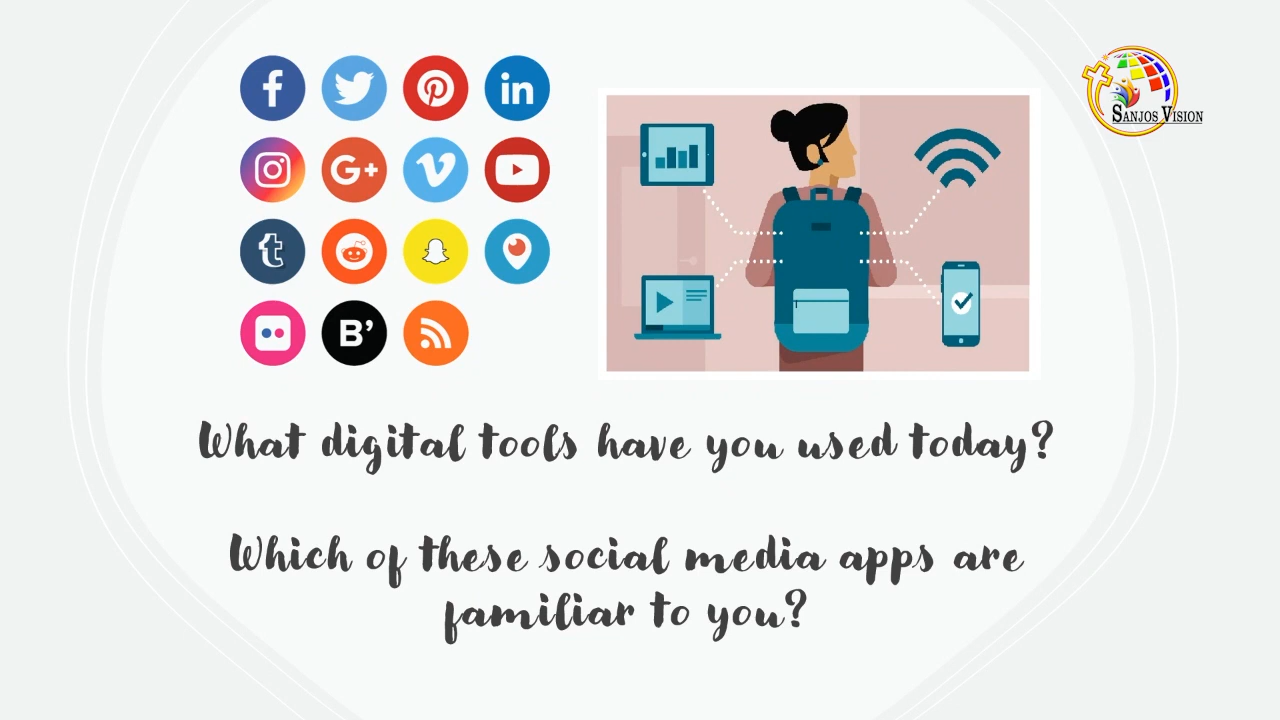 f
in
G+
t
B’
SANJOS VISION
What digital tools have you used today?
Which of these social media apps are
familiar to you?